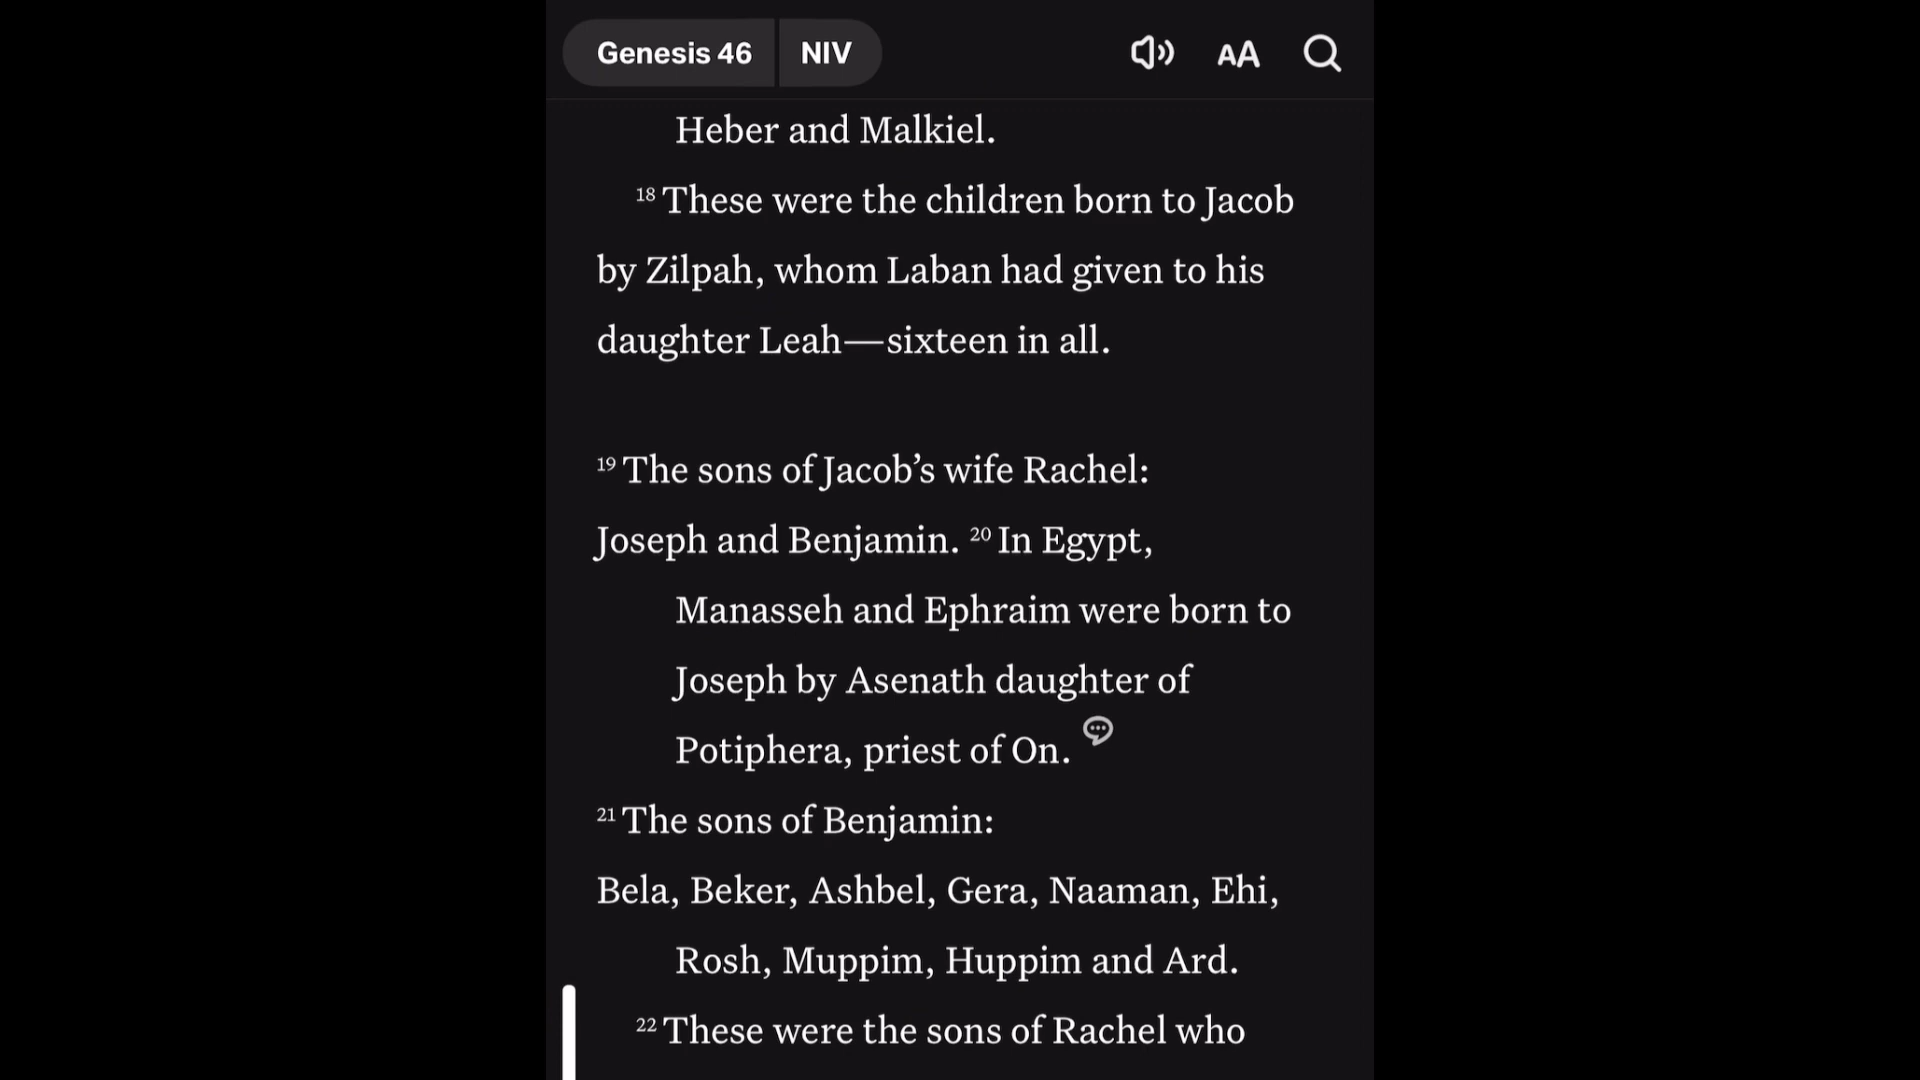 Genesis 46 NIV AA
Heber and Malkiel.
18 These were the children born to Jacob
by Zilpah, whom Laban had given to his
daughter Leah—sixteen in all.
19 The sons of Jacob’s wife Rachel:
Joseph and Benjamin. 20 In Egypt,
Manasseh and Ephraim were born to
Joseph by Asenath daughter of
Potiphera, priest of On.
21 The sons of Benjamin:
Bela, Beker, Ashbel, Gera, Naaman, Ehi,
Rosh, Muppim, Huppim and Ard.
22 These were the sons of Rachel who